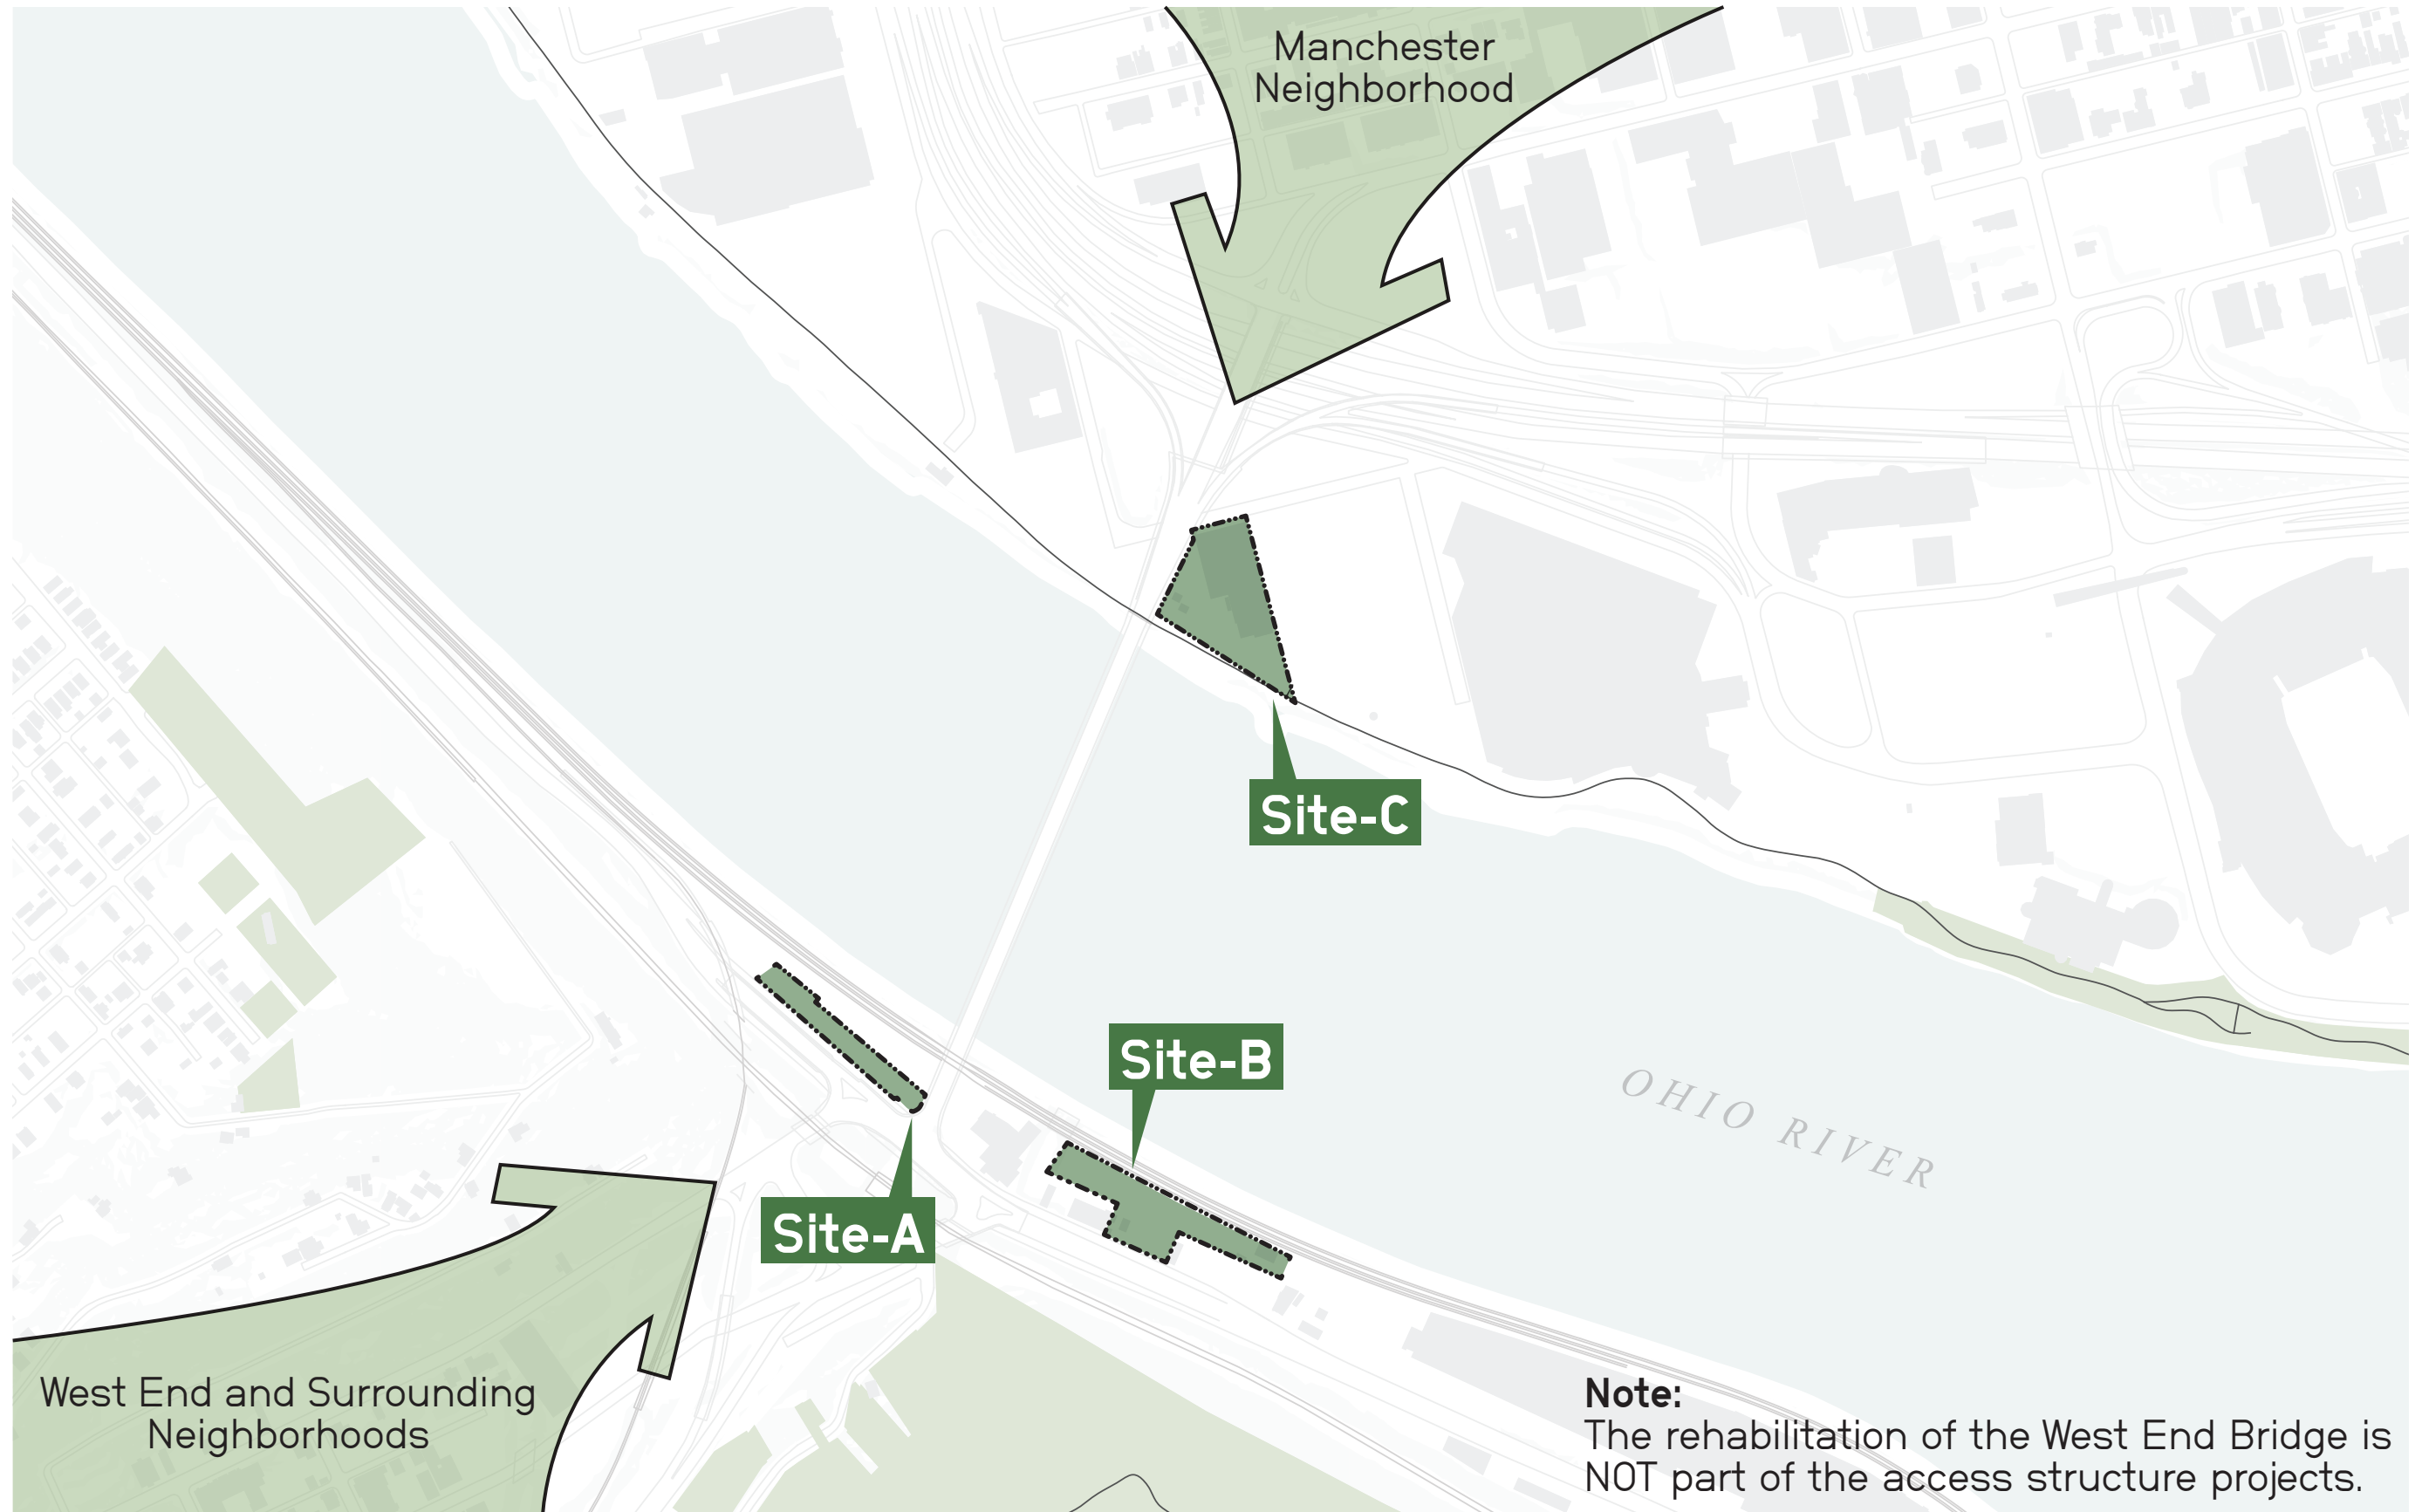 Manchester
Neighborhood
Site-C
Site-B
OHIO RIVER
Site-A
West End and Surrounding
Neighborhoods
Note:
The rehabilitation of the West End Bridge is
NOT part of the access structure projects.